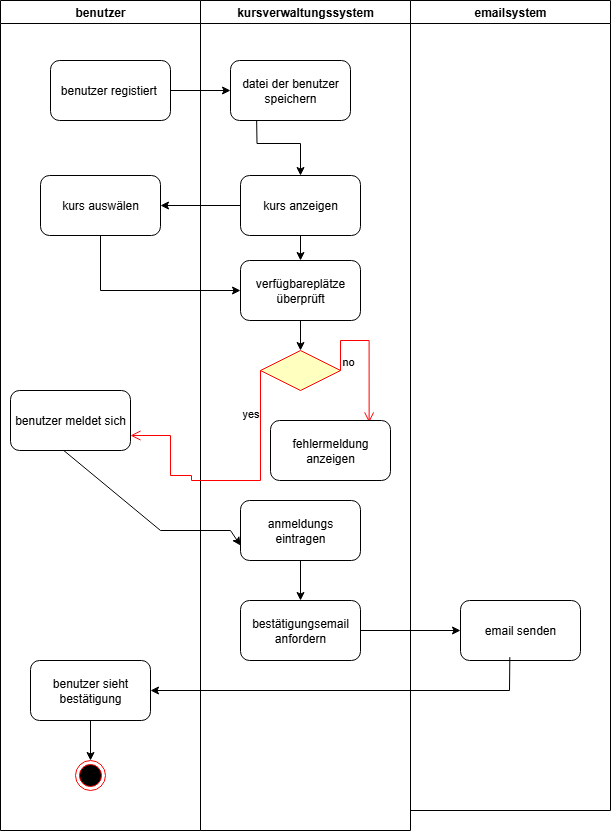 benutzer
kursverwaltungssystem
emailsystem
benutzer registiert
datei der benutzer
speichern
kurs auswälen
kurs anzeigen
verfügbareplätze
überprüft
no
yes
benutzer meldet sich
fehlermeldung
anzeigen
anmeldungs
eintragen
bestätigungsemail
anfordern
email senden
benutzer sieht
bestätigung